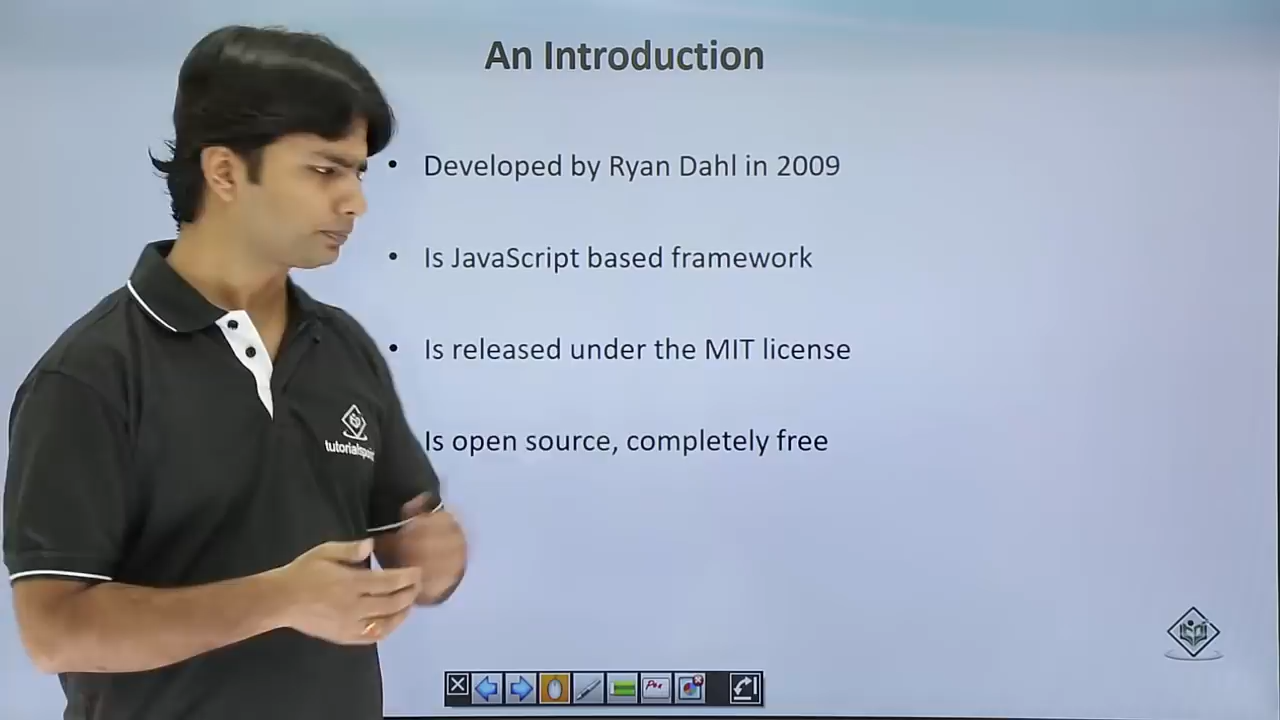 An Introduction
• Developed by Ryan Dahl in 2009
• Is JavaScript based framework
• Is released under the MIT license
Is open source, completely free